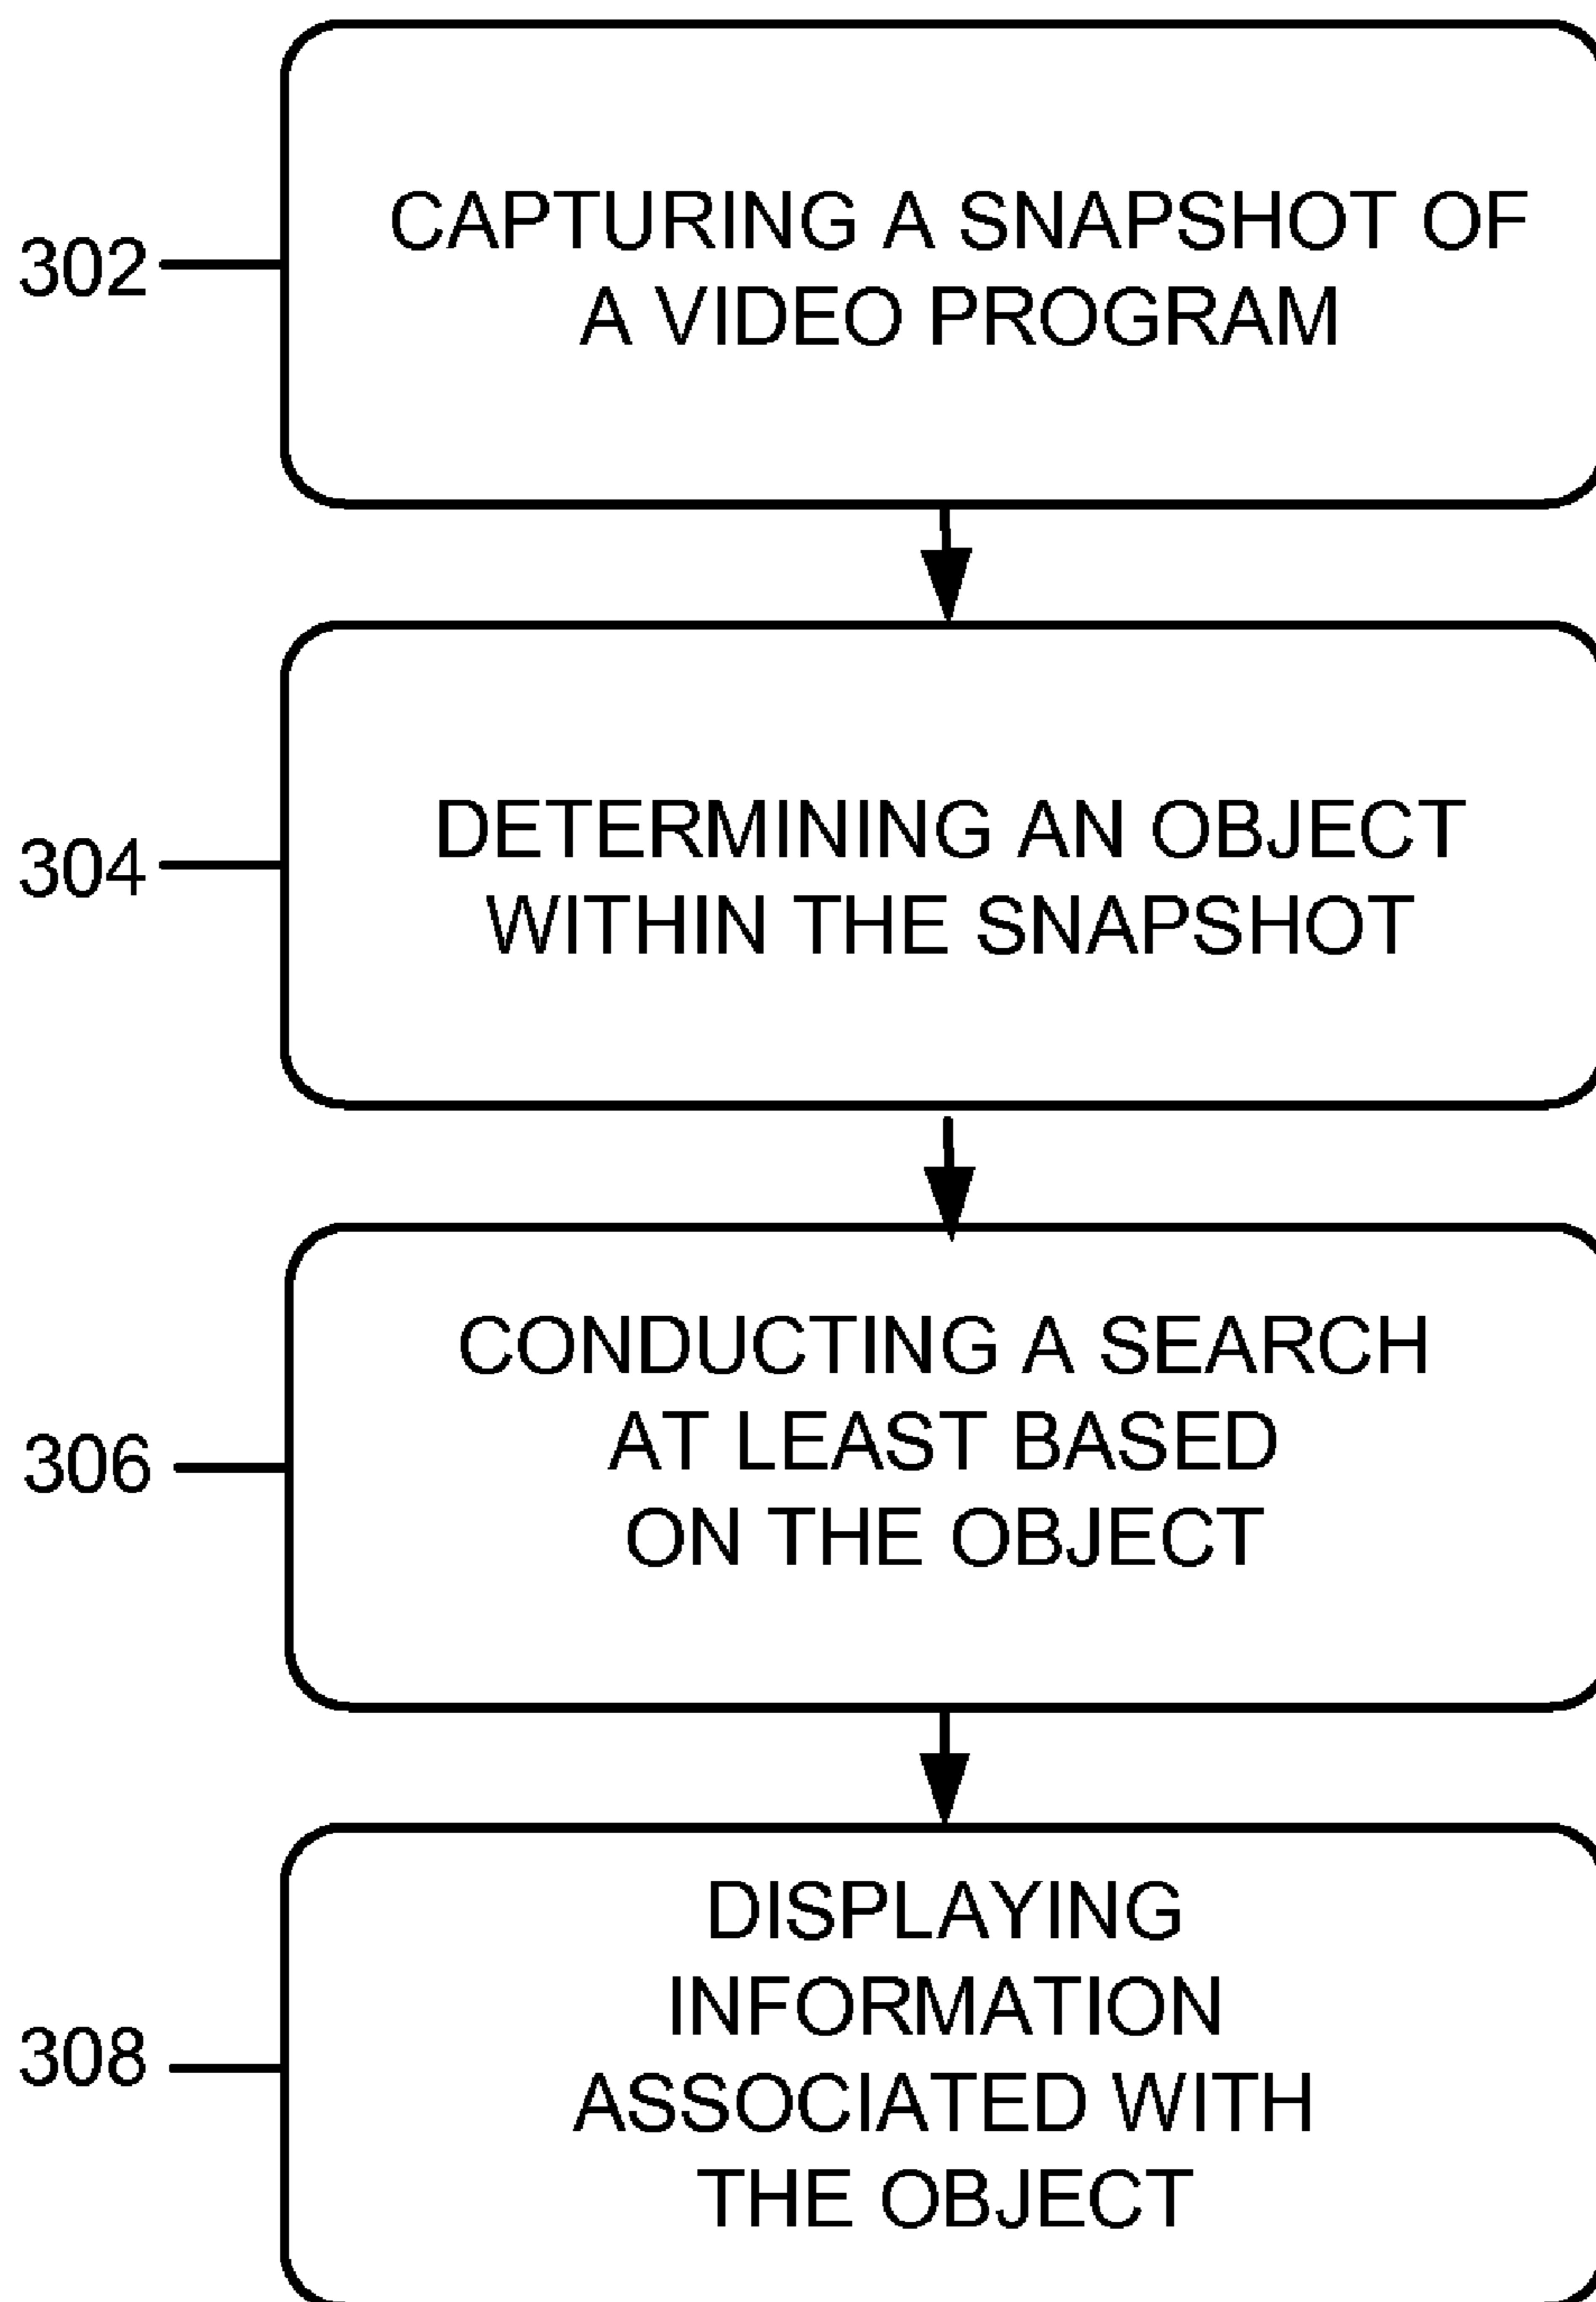 302
CAPTURING A SNAPSHOT OF
A VIDEO PROGRAM
304
DETERMINING AN OBJECT
WITHIN THE SNAPSHOT
306
CONDUCTING A SEARCH
AT LEAST BASED
ON THE OBJECT
308
DISPLAYING
INFORMATION
ASSOCIATED WITH
THE OBJECT